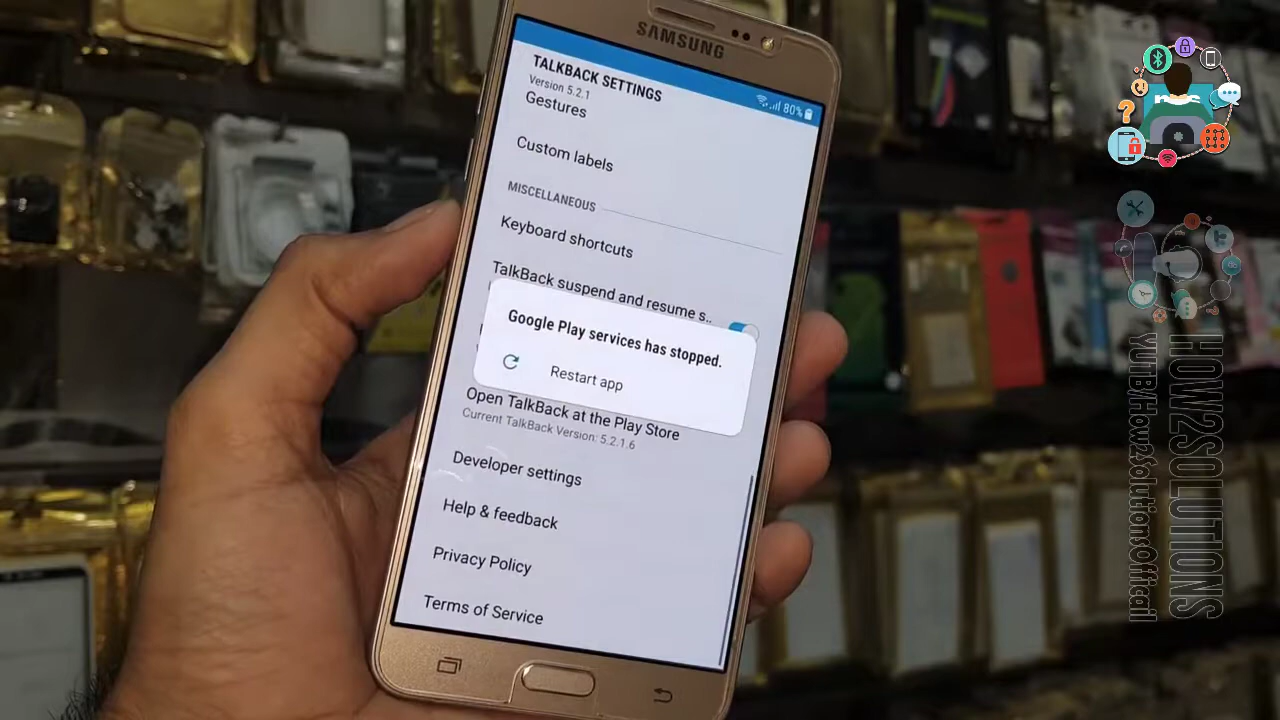 SAMSUNG
80%
TALKBACK SETTINGS
Version 5.2.1
Gestures
Custom labels
MISCELLANEOUS
Keyboard shortcuts
TalkBack suspend and resume s..
Google Play services has stopped.
Restart app
Open TalkBack at the Play Store
Current TalkBack Version: 5.2.1.6
Developer settings
Help & feedback
Privacy Policy
Terms of Service
HOW2SOLUTIONS
YUTB/How2SolutionsOfficail